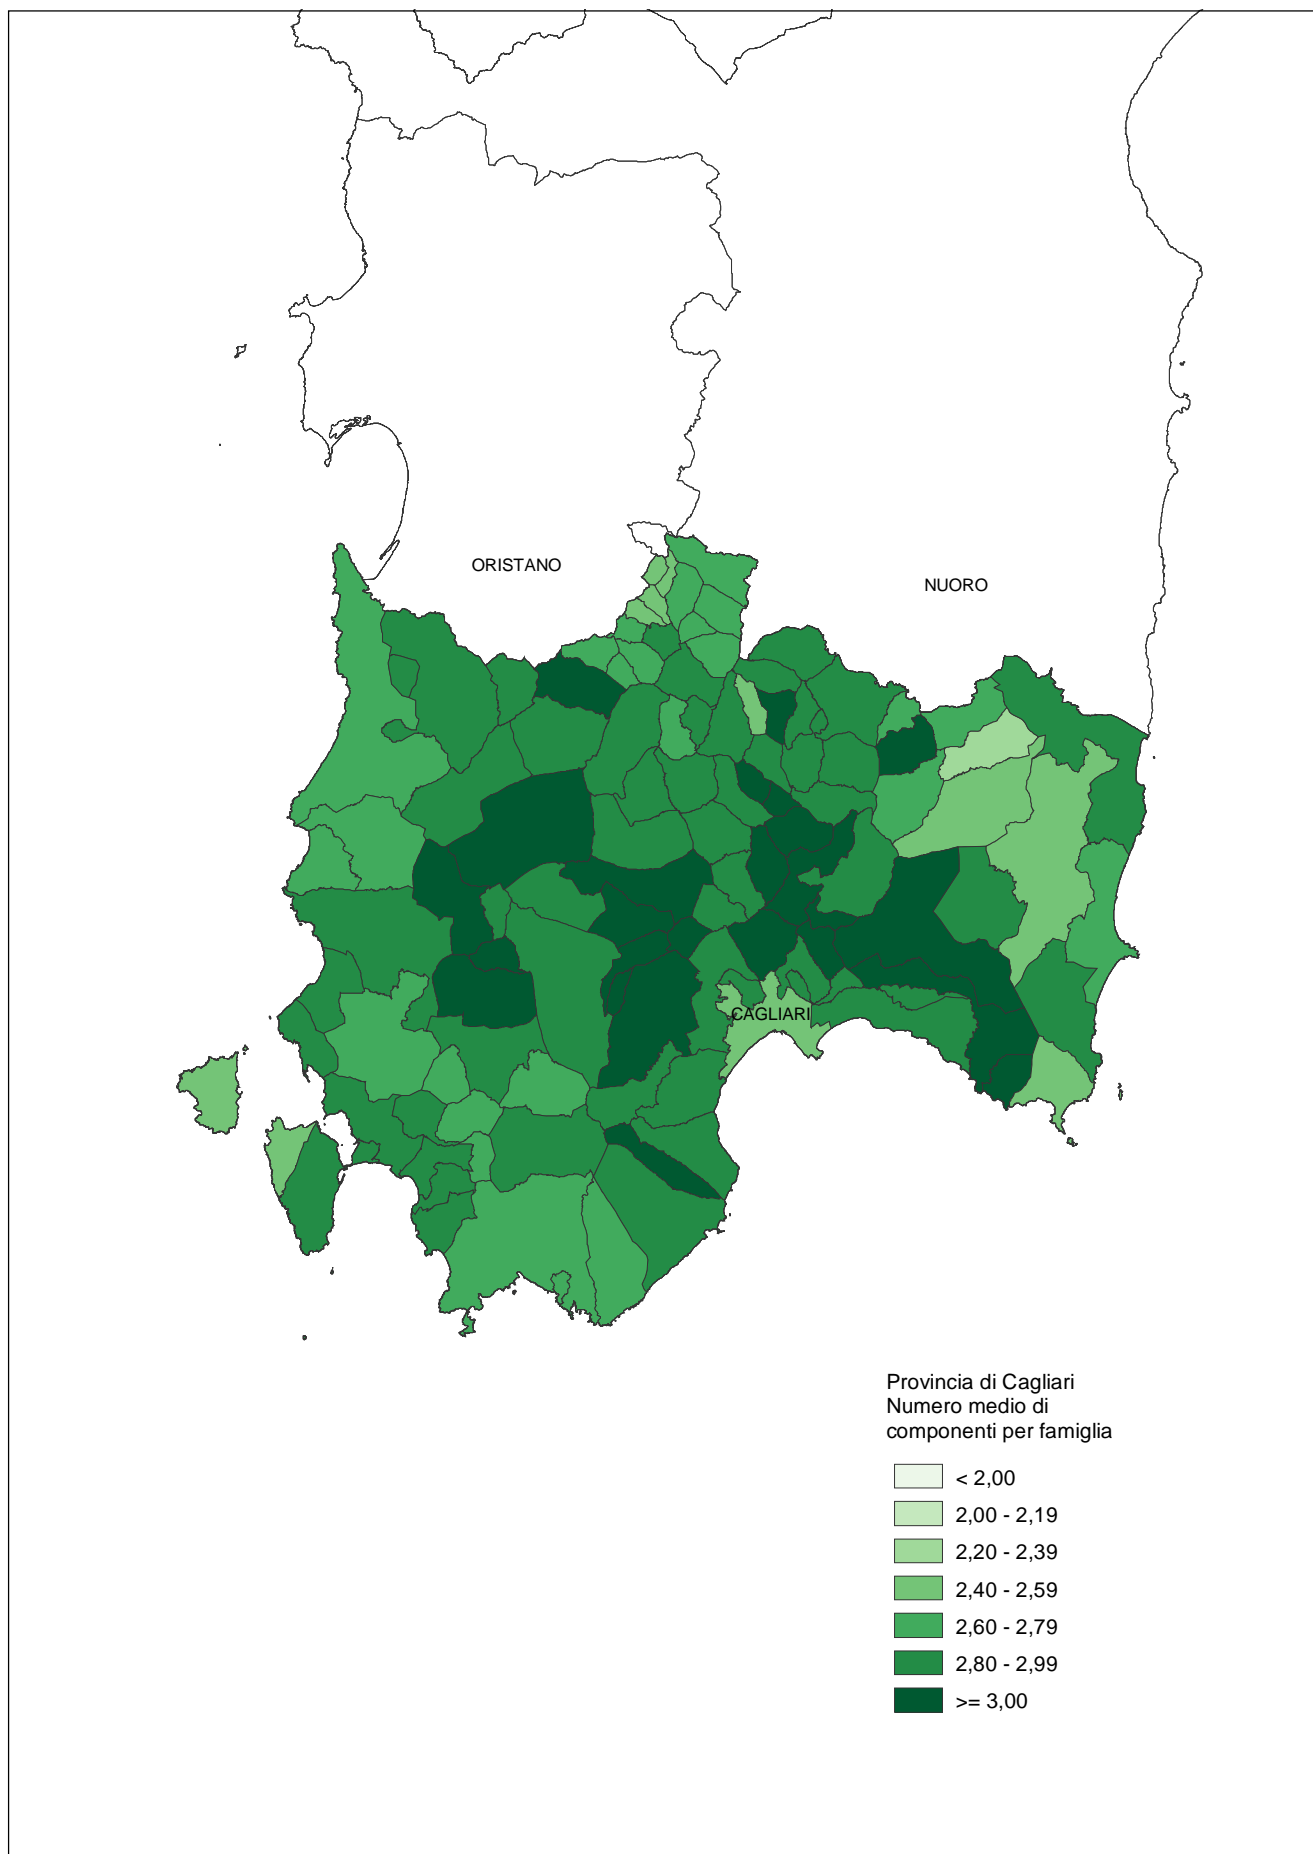 ORISTANO
NUORO
CAGLIARI
Provincia di Cagliari
Numero medio di
componenti per famiglia
< 2,00
2,00 - 2,19
2,20 - 2,39
2,40 - 2,59
2,60 - 2,79
2,80 - 2,99
>= 3,00